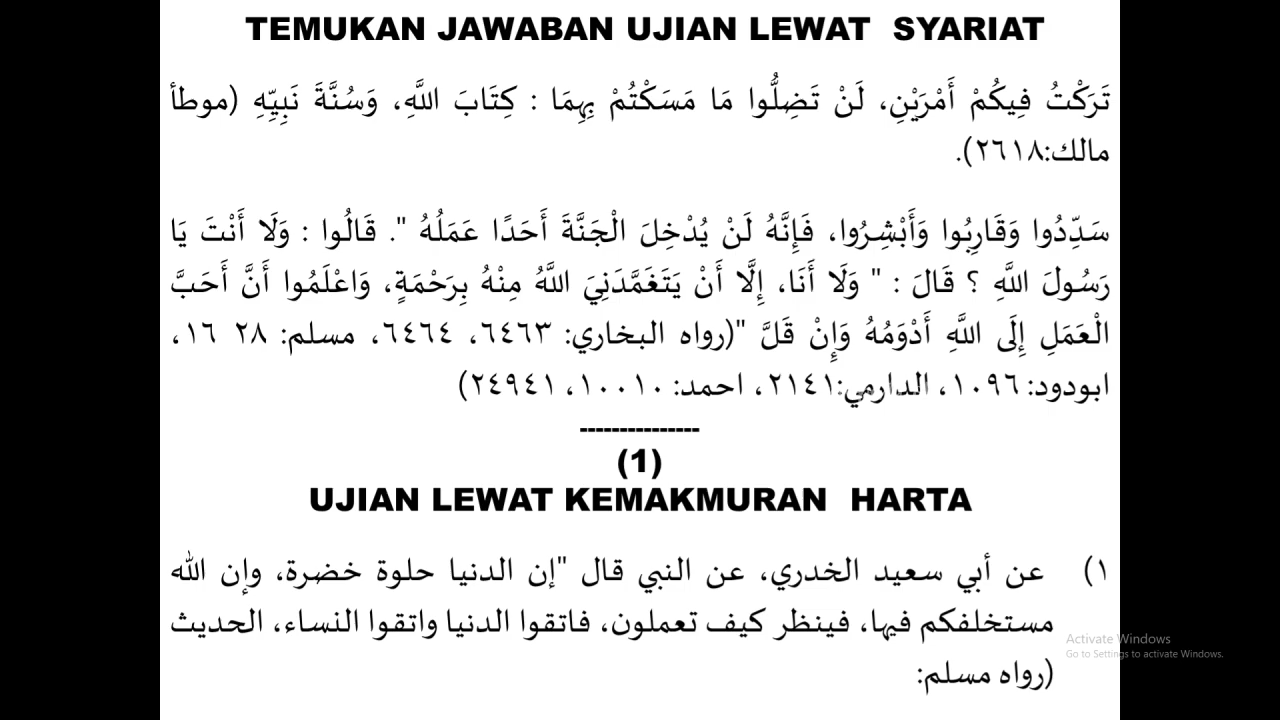 TEMUKAN JAWABAN UJIAN LEWAT SYARIAT
تَرَكْتُ فِيكُمْ أَمْرَيْنِ، لَنْ تَضِلُّوا مَا مَسَكْتُمْ بِهِمَا : كِتَابَ اللَّهِ، وَسُنَّةَ نَبِيِّهِ (موطأ
مالك:٢٦١٨).
سَدِّدُوا وَقَارِبُوا وَأَبْشِرُوا، فَإِنَّهُ لَنْ يُدْخِلَ الْجَنَّةَ أَحَدًا عَمَلُهُ ". قَالُوا : وَلَا أَنْتَ يَا
رَسُولَ اللَّهِ ؟ قَالَ : " وَلَا أَنَا، إِلَّا أَنْ يَتَغَمَّدَنِيَ اللَّهُ مِنْهُ بِرَحْمَةٍ، وَاعْلَمُوا أَنَّ أَحَبَّ
الْعَمَلِ إِلَى اللَّهِ أَدْوَمُهُ وَإِنْ قَلَّ "(رواه البخاري: ٦٤٦٣، ٦٤٦٤، مسلم: ٢٨ ١٦،
ابودود: ١٠٩٦، الدارمي:٢١٤١، احمد: ١٠٠١٠، ٢٤٩٤١)
---------------
(1)
UJIAN LEWAT KEMAKMURAN HARTA
١) عن أبي سعيد الخدري، عن النبي قال "إن الدنيا حلوة خضرة، وإن الله
مستخلفكم فيها، فينظر كيف تعملون، فاتقوا الدنيا واتقوا النساء، الحديث
(رواه مسلم:
Activate Windows
Go to Settings to activate Windows.